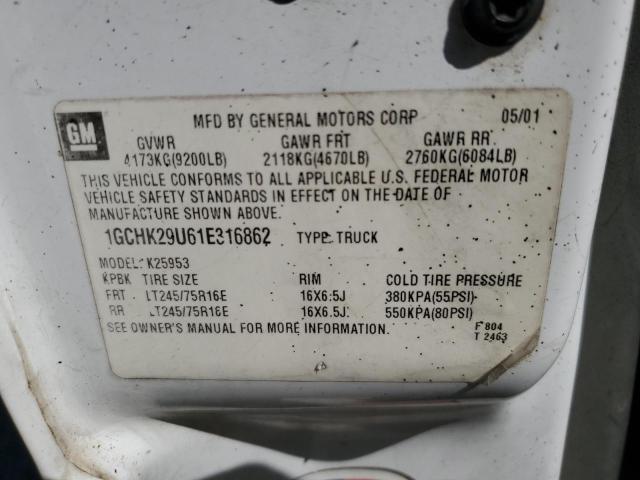 GM
MFD BY GENERAL MOTORS CORP 05/01
GVWR GAWR FRT GAWR RR
4173KG(9200LB) 2118KG(4670LB) 2760KG(6084LB)
THIS VEHICLE CONFORMS TO ALL APPLICABLE U.S. FEDERAL MOTOR
VEHICLE SAFETY STANDARDS IN EFFECT ON THE DATE OF
MANUFACTURE SHOWN ABOVE.
1GCHK29U61E316862 TYPE: TRUCK
MODEL: K25953
KPBK TIRE SIZE RIM COLD TIRE PRESSURE
FRT LT245/75R16E 16X6.5J 380KPA(55PSI)
RR LT245/75R16E 16X6.5J 550KPA(80PSI)
SEE OWNER'S MANUAL FOR MORE INFORMATION.
F 804
T 2463